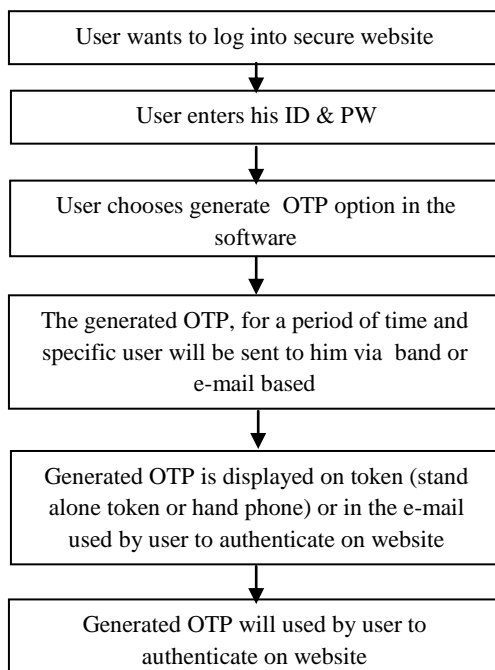 User wants to log into secure website
User enters his ID & PW
User chooses generate OTP option in the
software
The generated OTP, for a period of time and
specific user will be sent to him via band or
e-mail based
Generated OTP is displayed on token (stand
alone token or hand phone) or in the e-mail
used by user to authenticate on website
Generated OTP will used by user to
authenticate on website